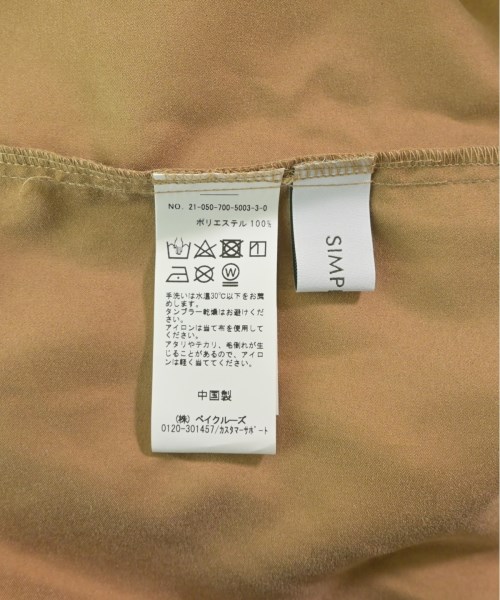 NO. 21-050-700-5003-3-0
ポリエステル 100%
W
手洗いは水温30℃以下をお薦
めします。
タンブラー乾燥はお避けくだ
さい。
アイロンは当て布を使用して
ください。
アタリやテカリ、毛倒れが生
じることがあるので、アイロ
ンは軽く当ててください。
中国製
(株) ベイクルーズ
0120-301457/カスタマーサポート
SIMP